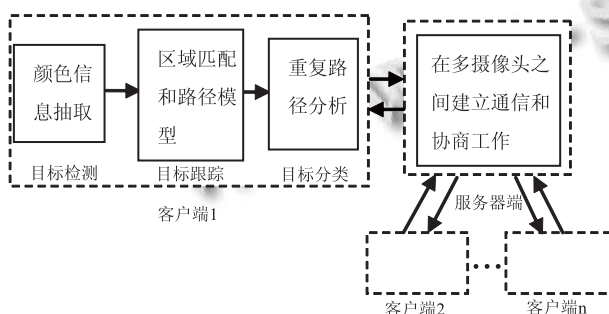 颜色信
息抽取
目标检测
区域匹配
和路径模
型
目标跟踪
重复路
径分析
目标分类
客户端1
在多摄像头之
间建立通信和
协商工作
服务器端
客户端2
客户端n